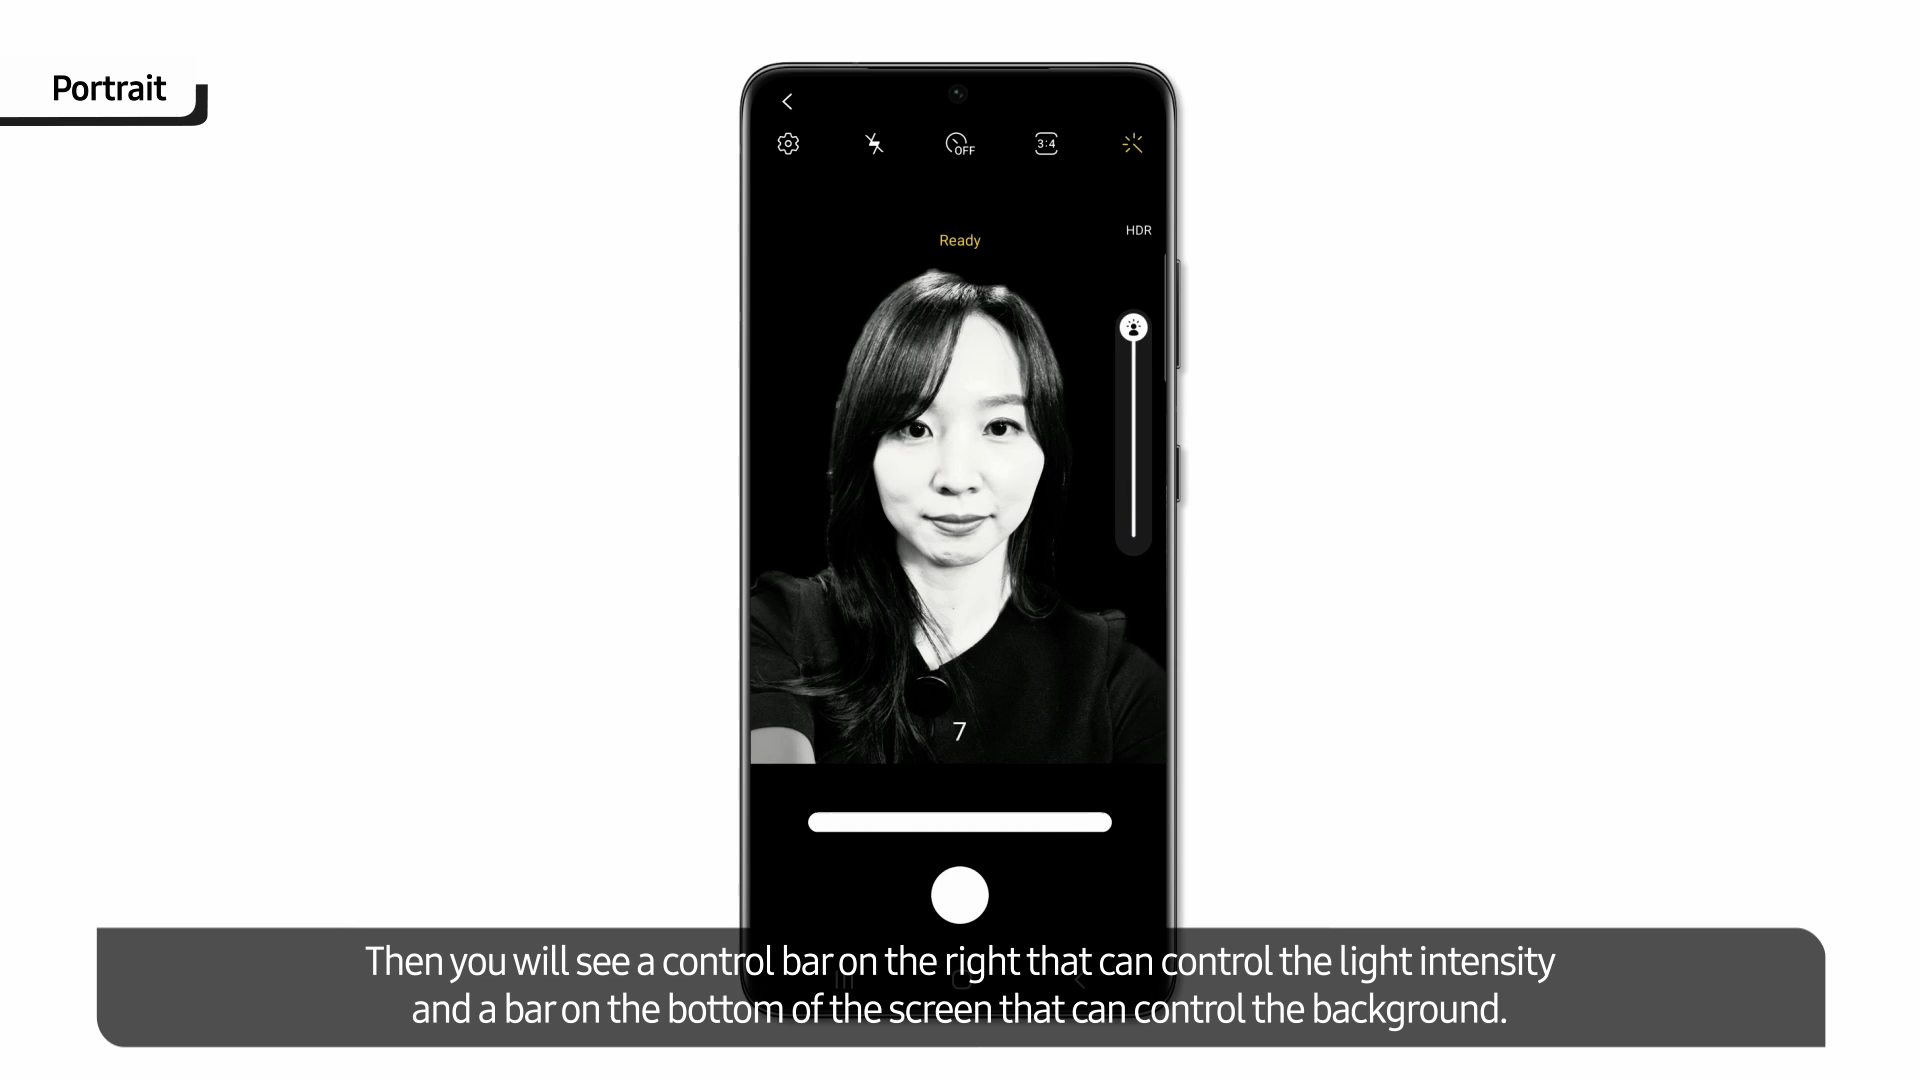 Portrait
OFF
3:4
HDR
Ready
7
Then you will see a control bar on the right that can control the light intensity
and a bar on the bottom of the screen that can control the background.